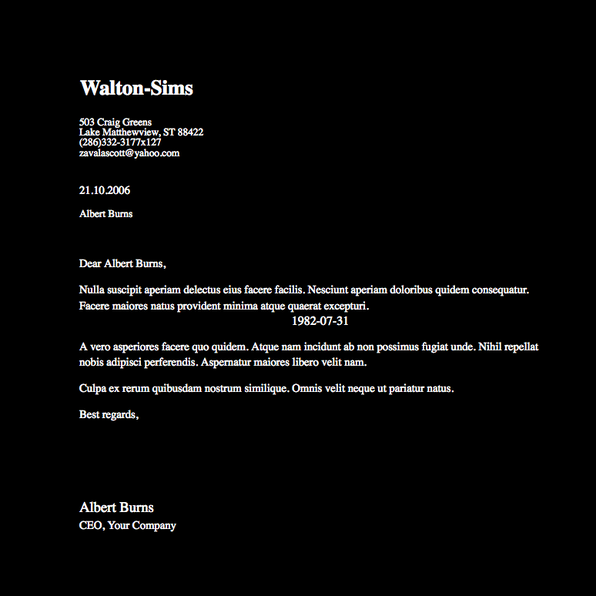 Walton-Sims
503 Craig Greens
Lake Matthewview, ST 88422
(286)332-3177x127
zavalascott@yahoo.com
21.10.2006
Albert Burns
Dear Albert Burns,
Nulla suscipit aperiam delectus eius facere facilis. Nesciunt aperiam doloribus quidem consequatur.
Facere maiores natus provident minima atque quaerat excepturi.
1982-07-31
A vero asperiores facere quo quidem. Atque nam incidunt ab non possimus fugiat unde. Nihil repellat
nobis adipisci perferendis. Aspernatur maiores libero velit nam.
Culpa ex rerum quibusdam nostrum similique. Omnis velit neque ut pariatur natus.
Best regards,
Albert Burns
CEO, Your Company